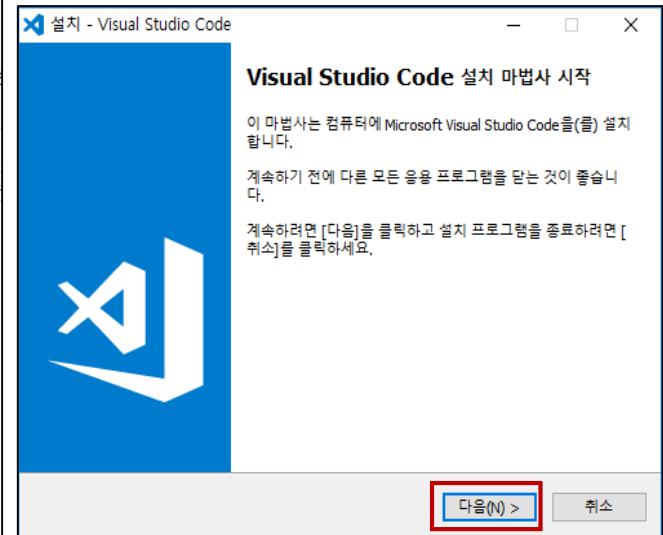 설치 - Visual Studio Code
Visual Studio Code 설치 마법사 시작
이 마법사는 컴퓨터에 Microsoft Visual Studio Code을(를) 설치
합니다.
계속하기 전에 다른 모든 응용 프로그램을 닫는 것이 좋습니
다.
계속하려면 [다음]을 클릭하고 설치 프로그램을 종료하려면 [
취소]를 클릭하세요.
다음(N) >
취소